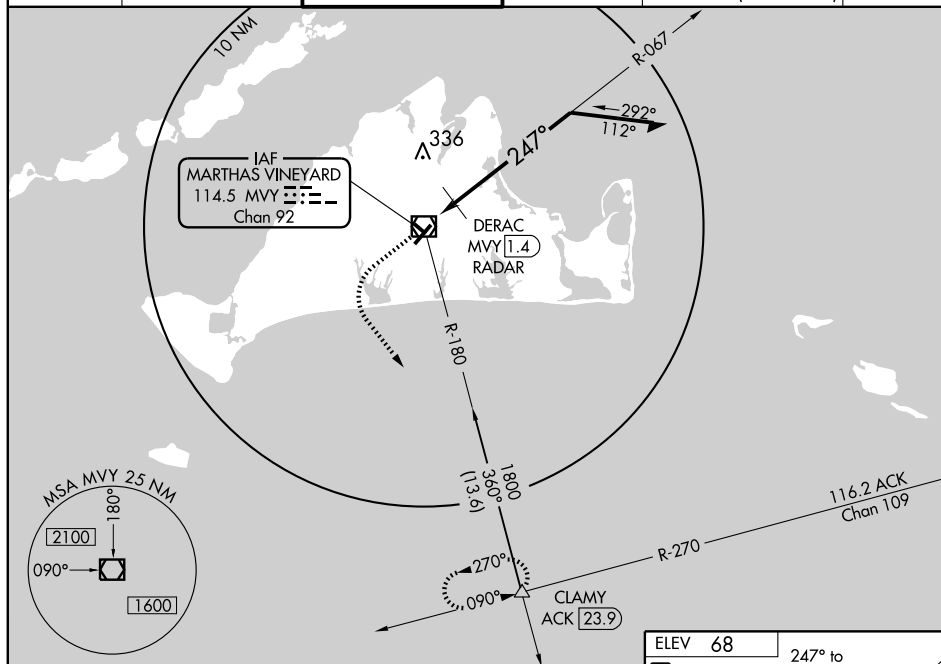 10 NM
R-067
292°
112°
247°
336
IAF
MARTHAS VINEYARD
114.5 MVY
Chan 92
DERAC
MVY 1.4
RADAR
R-180
1800
360°
(13.6)
MSA MVY 25 NM
180°
2100
090°
1600
116.2 ACK
Chan 109
R-270
270°
090°
CLAMY
ACK 23.9
ELEV 68
247° to